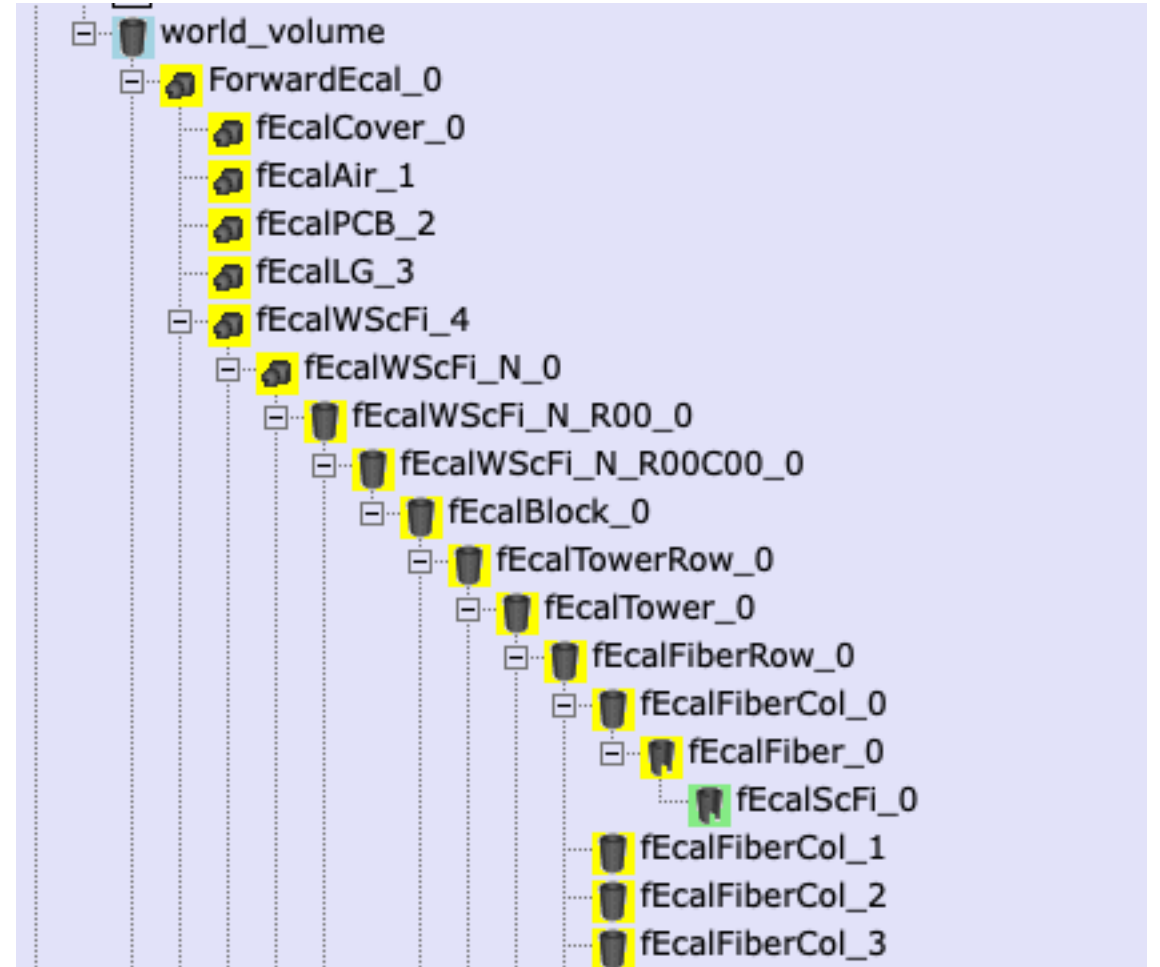 world_volume
ForwardEcal_0
fEcalCover_0
fEcalAir_1
fEcalPCB_2
fEcalLG_3
fEcalWScFi_4
fEcalWScFi_N_0
fEcalWScFi_N_R00_0
fEcalWScFi_N_R00C00_0
fEcalBlock_0
fEcalTowerRow_0
fEcalTower_0
fEcalFiberRow_0
fEcalFiberCol_0
fEcalFiber_0
fEcalScFi_0
fEcalFiberCol_1
fEcalFiberCol_2
fEcalFiberCol_3